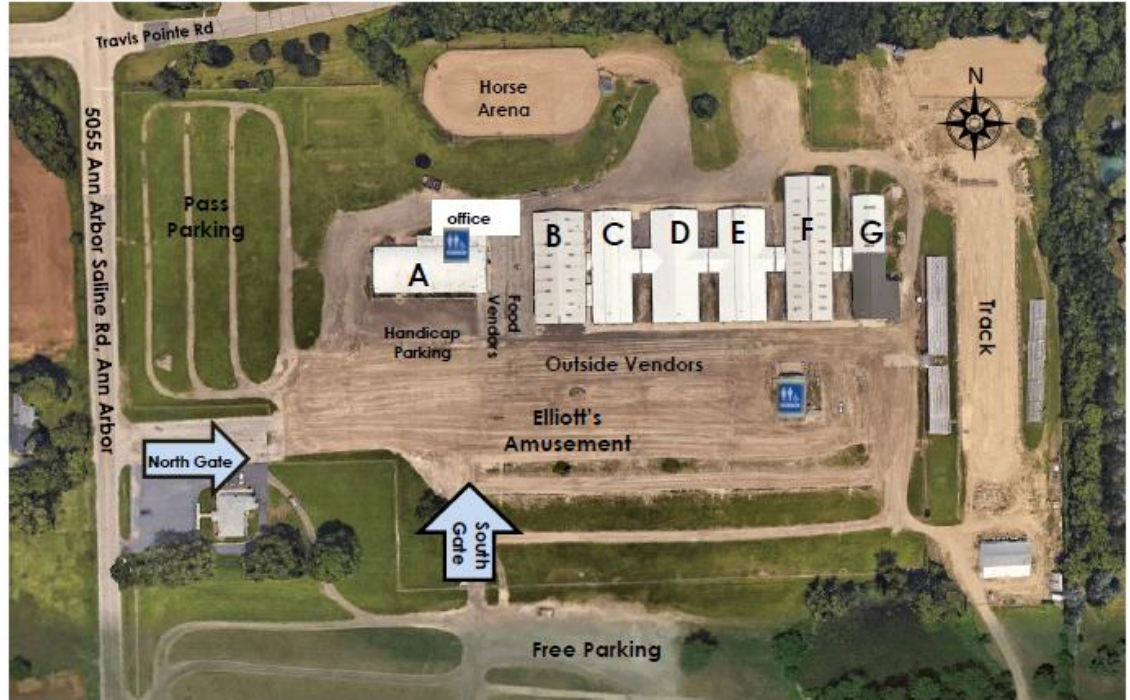 Travis Pointe Rd
5055 Ann Arbor Saline Rd, Ann Arbor
Horse
Arena
N
Pass
Parking
office
A
B
C
D
E
F
G
Food
Vendors
Handicap
Parking
Track
Outside Vendors
Elliott's
Amusement
North Gate
South
Gate
Free Parking